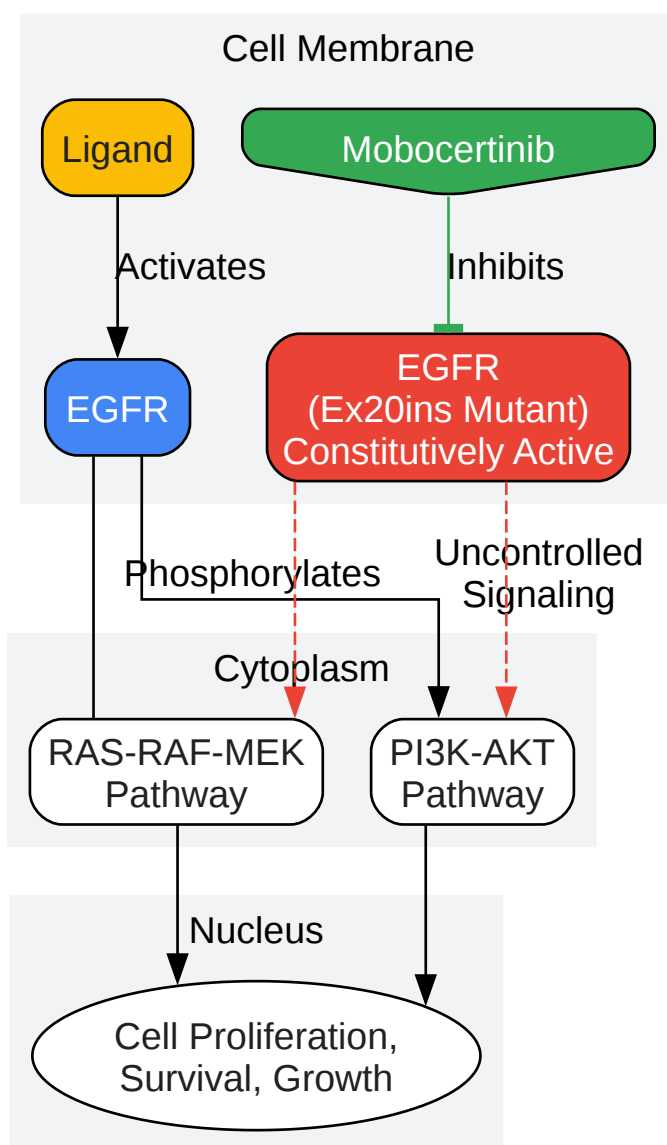 Cell Membrane
Ligand
Mobocertinib
Activates
Inhibits
EGFR
EGFR
(Ex20ins Mutant)
Constitutively Active
Phosphorylates
Uncontrolled
Signaling
Cytoplasm
RAS-RAF-MEK
Pathway
PI3K-AKT
Pathway
Nucleus
Cell Proliferation,
Survival, Growth